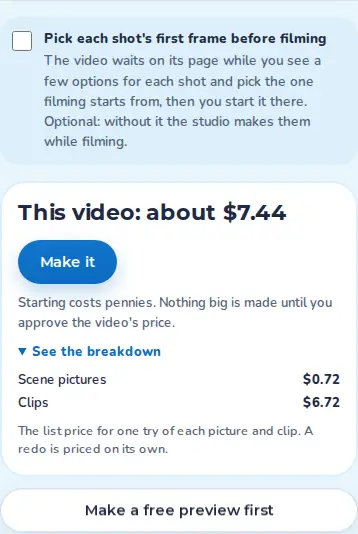 Pick each shot's first frame before filming
The video waits on its page while you see a
few options for each shot and pick the one
filming starts from, then you start it there.
Optional: without it the studio makes them
while filming.
This video: about $7.44
Make it
Starting costs pennies. Nothing big is made until you
approve the video's price.
▼ See the breakdown
Scene pictures $0.72
Clips $6.72
The list price for one try of each picture and clip. A
redo is priced on its own.
Make a free preview first